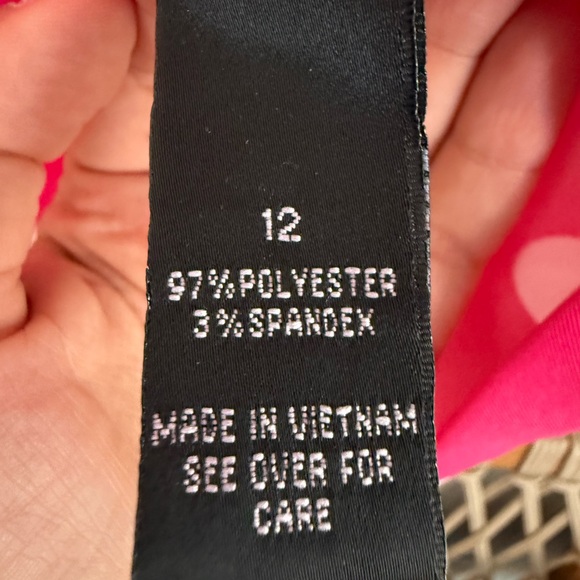 12
97%POLYESTER
3%SPANDEX
MADE IN VIETNAM
SEE OVER FOR
CARE